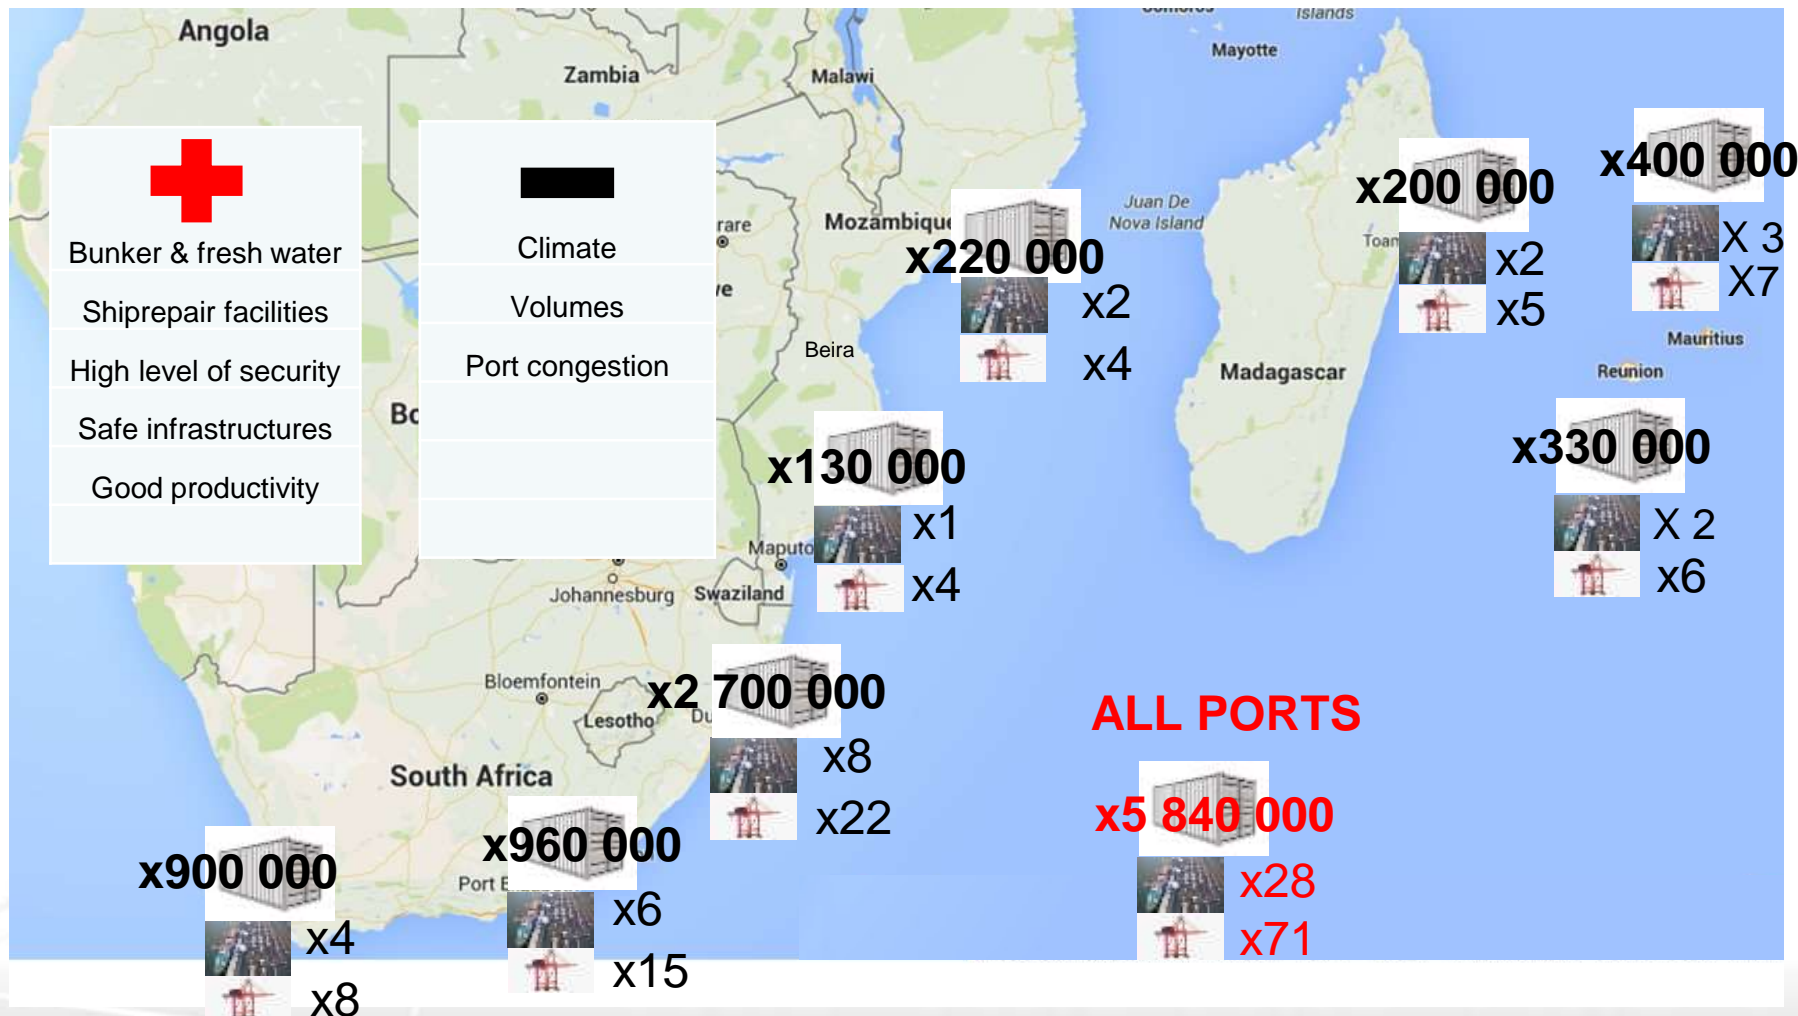 Comoros
Islands
Angola
Mayotte
Zambia
Malawi
Bunker & fresh water
Shiprepair facilities
High level of security
Safe infrastructures
Good productivity
Climate
Volumes
Port congestion
Mozambique
Juan De
Nova Island
x220 000
x2
x4
x200 000
x2
x5
x400 000
X 3
X7
Mauritius
Reunion
x330 000
X 2
x6
Beira
Madagascar
x130 000
x1
x4
Maputo
Johannesburg
Swaziland
Bloemfontein
Lesotho
x2 700 000
x8
x22
South Africa
x960 000
Port
x6
x15
x900 000
x4
x8
ALL PORTS
x5 840 000
x28
x71